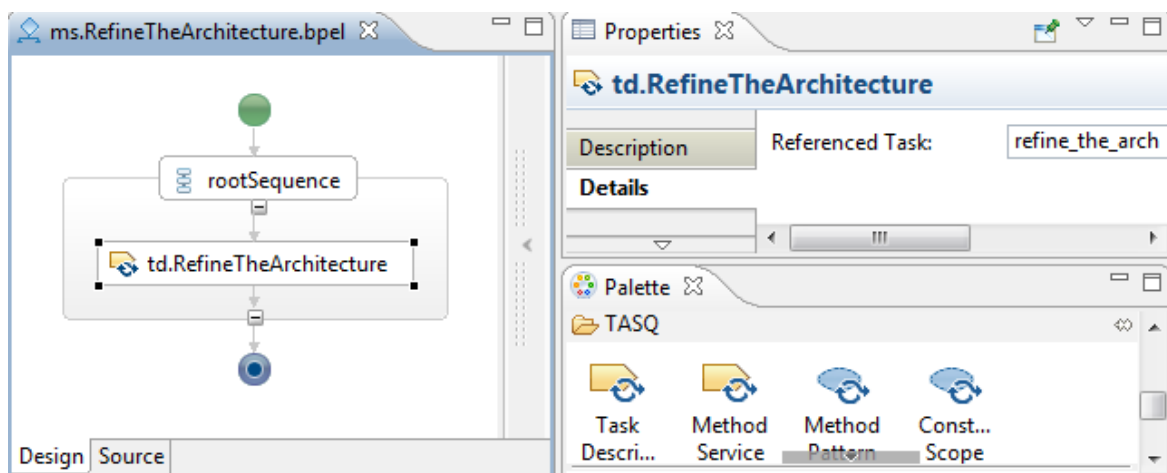 ms.RefineTheArchitecture.bpel
rootSequence
td.RefineTheArchitecture
Design
Source
Properties
td.RefineTheArchitecture
Description
Details
Referenced Task:
refine_the_arch
Palette
TASQ
Task
Descri...
Method
Service
Method
Pattern
Const...
Scope